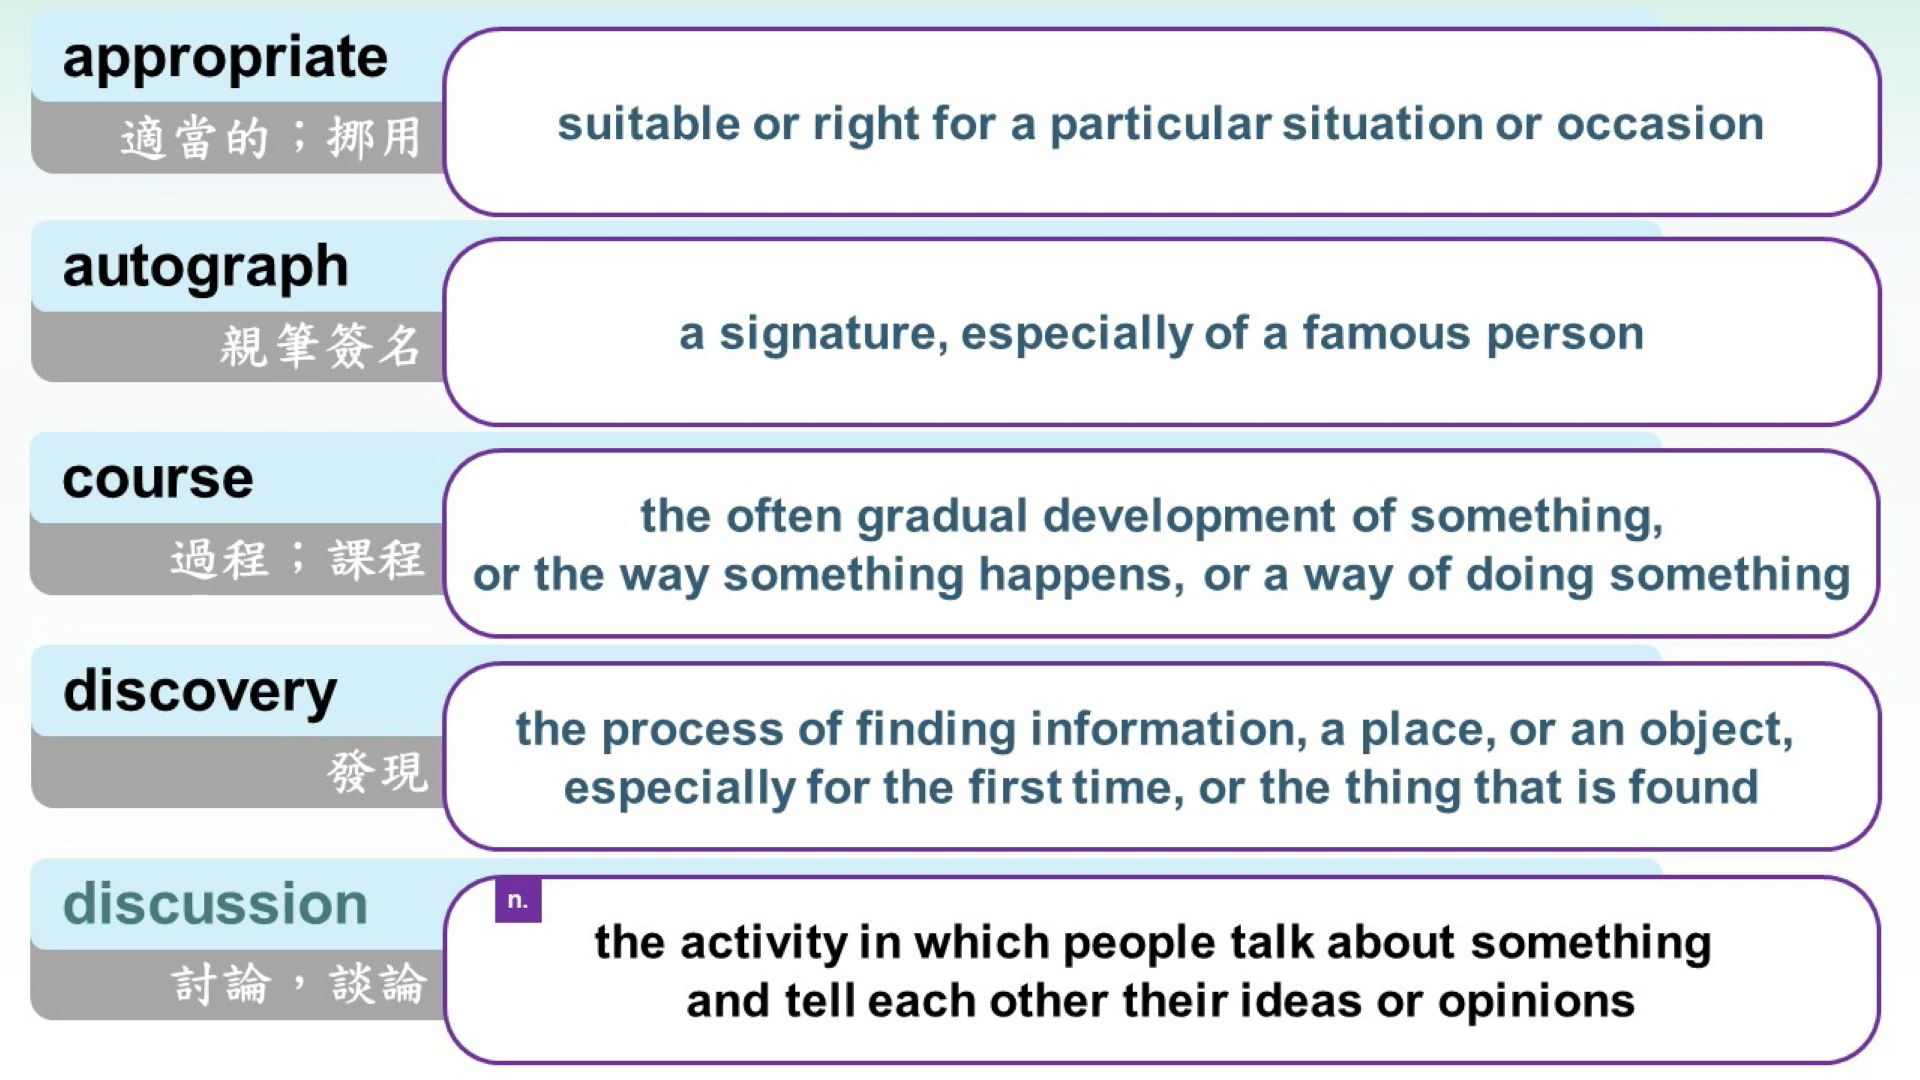 appropriate
適當的；挪用
suitable or right for a particular situation or occasion
autograph
親筆簽名
a signature, especially of a famous person
course
過程；課程
the often gradual development of something,
or the way something happens, or a way of doing something
discovery
發現
the process of finding information, a place, or an object,
especially for the first time, or the thing that is found
discussion
討論，談論
n.
the activity in which people talk about something
and tell each other their ideas or opinions